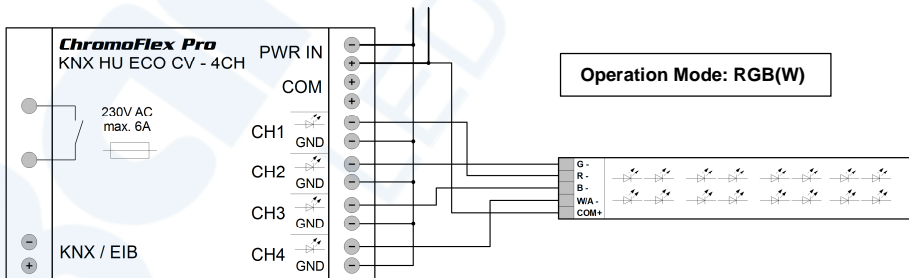 ChromoFlex Pro
KNX HU ECO CV - 4CH
PWR IN
COM
230V AC
max. 6A
CH1
GND
CH2
GND
CH3
GND
CH4
GND
KNX / EIB
Operation Mode: RGB(W)
G -
R -
B -
W/A -
COM+